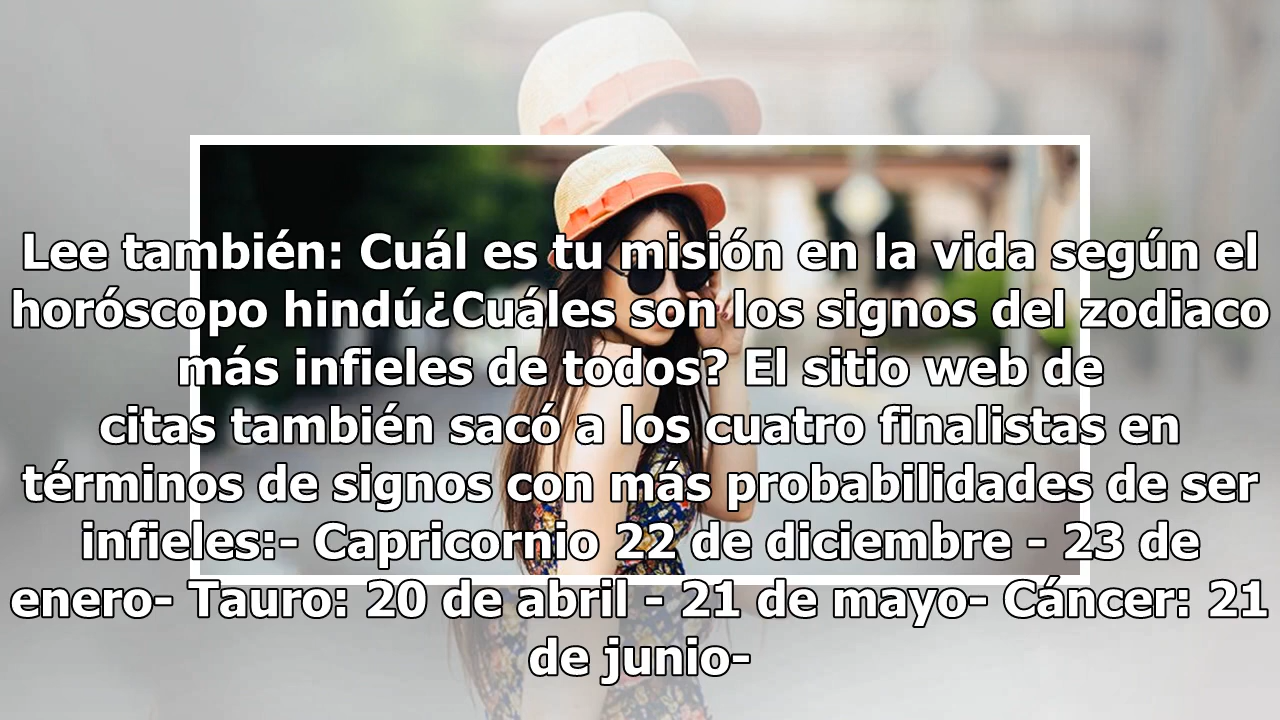 Lee también: Cuál es tu misión en la vida según el
horóscopo hindú¿Cuáles son los signos del zodiaco
más infieles de todos? El sitio web de
citas también sacó a los cuatro finalistas en
términos de signos con más probabilidades de ser
infieles:- Capricornio 22 de diciembre - 23 de
enero- Tauro: 20 de abril - 21 de mayo- Cáncer: 21
de junio-